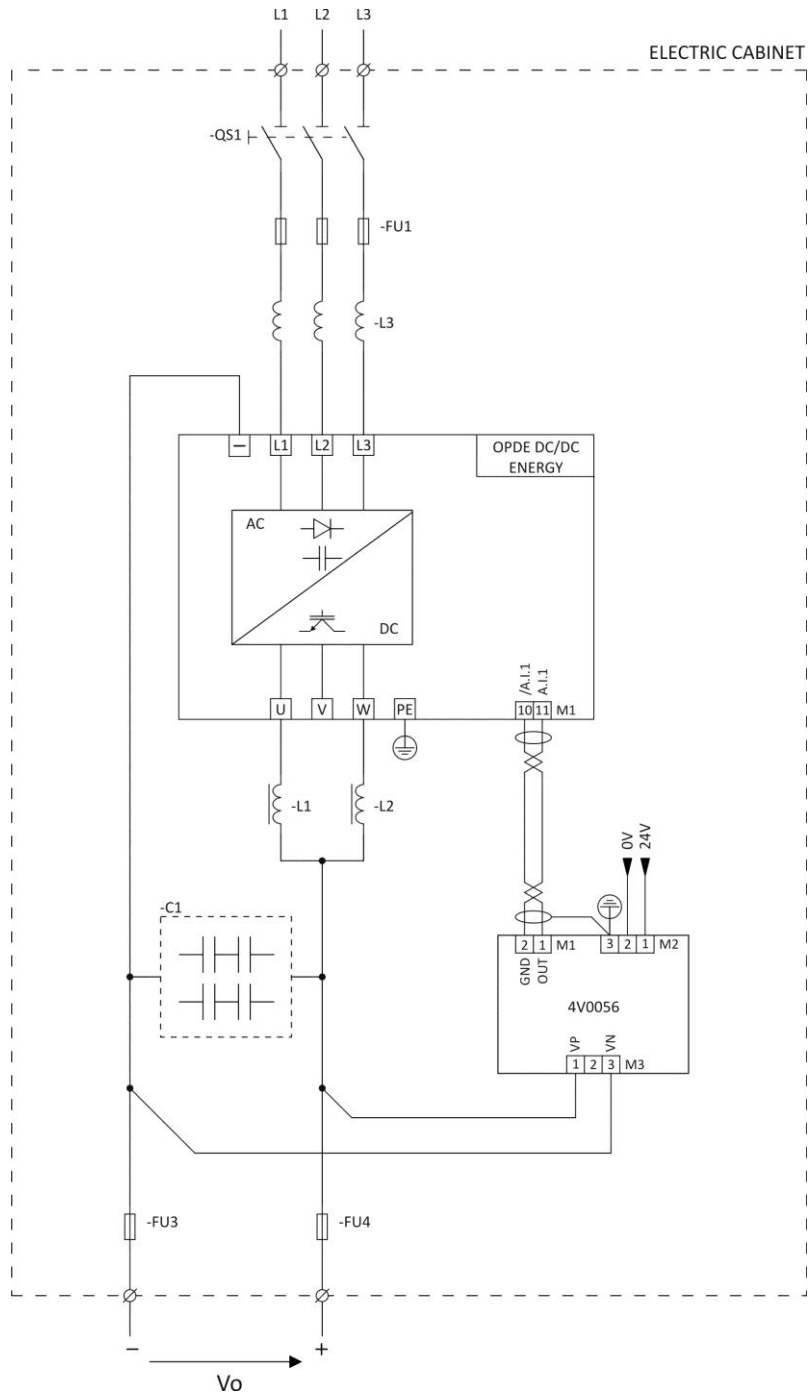 L1 L2 L3
ELECTRIC CABINET
-QS1
-FU1
-L3
L1 L2 L3
OPDE DC/DC
ENERGY
AC
DC
/A.I.1
A.I.1
U V W PE
10 11 M1
-L1
-L2
0V
24V
-C1
2 1 M1
3 2 1 M2
GND
OUT
4V0056
VP
VN
1 2 3 M3
-FU3
-FU4
− +
Vo